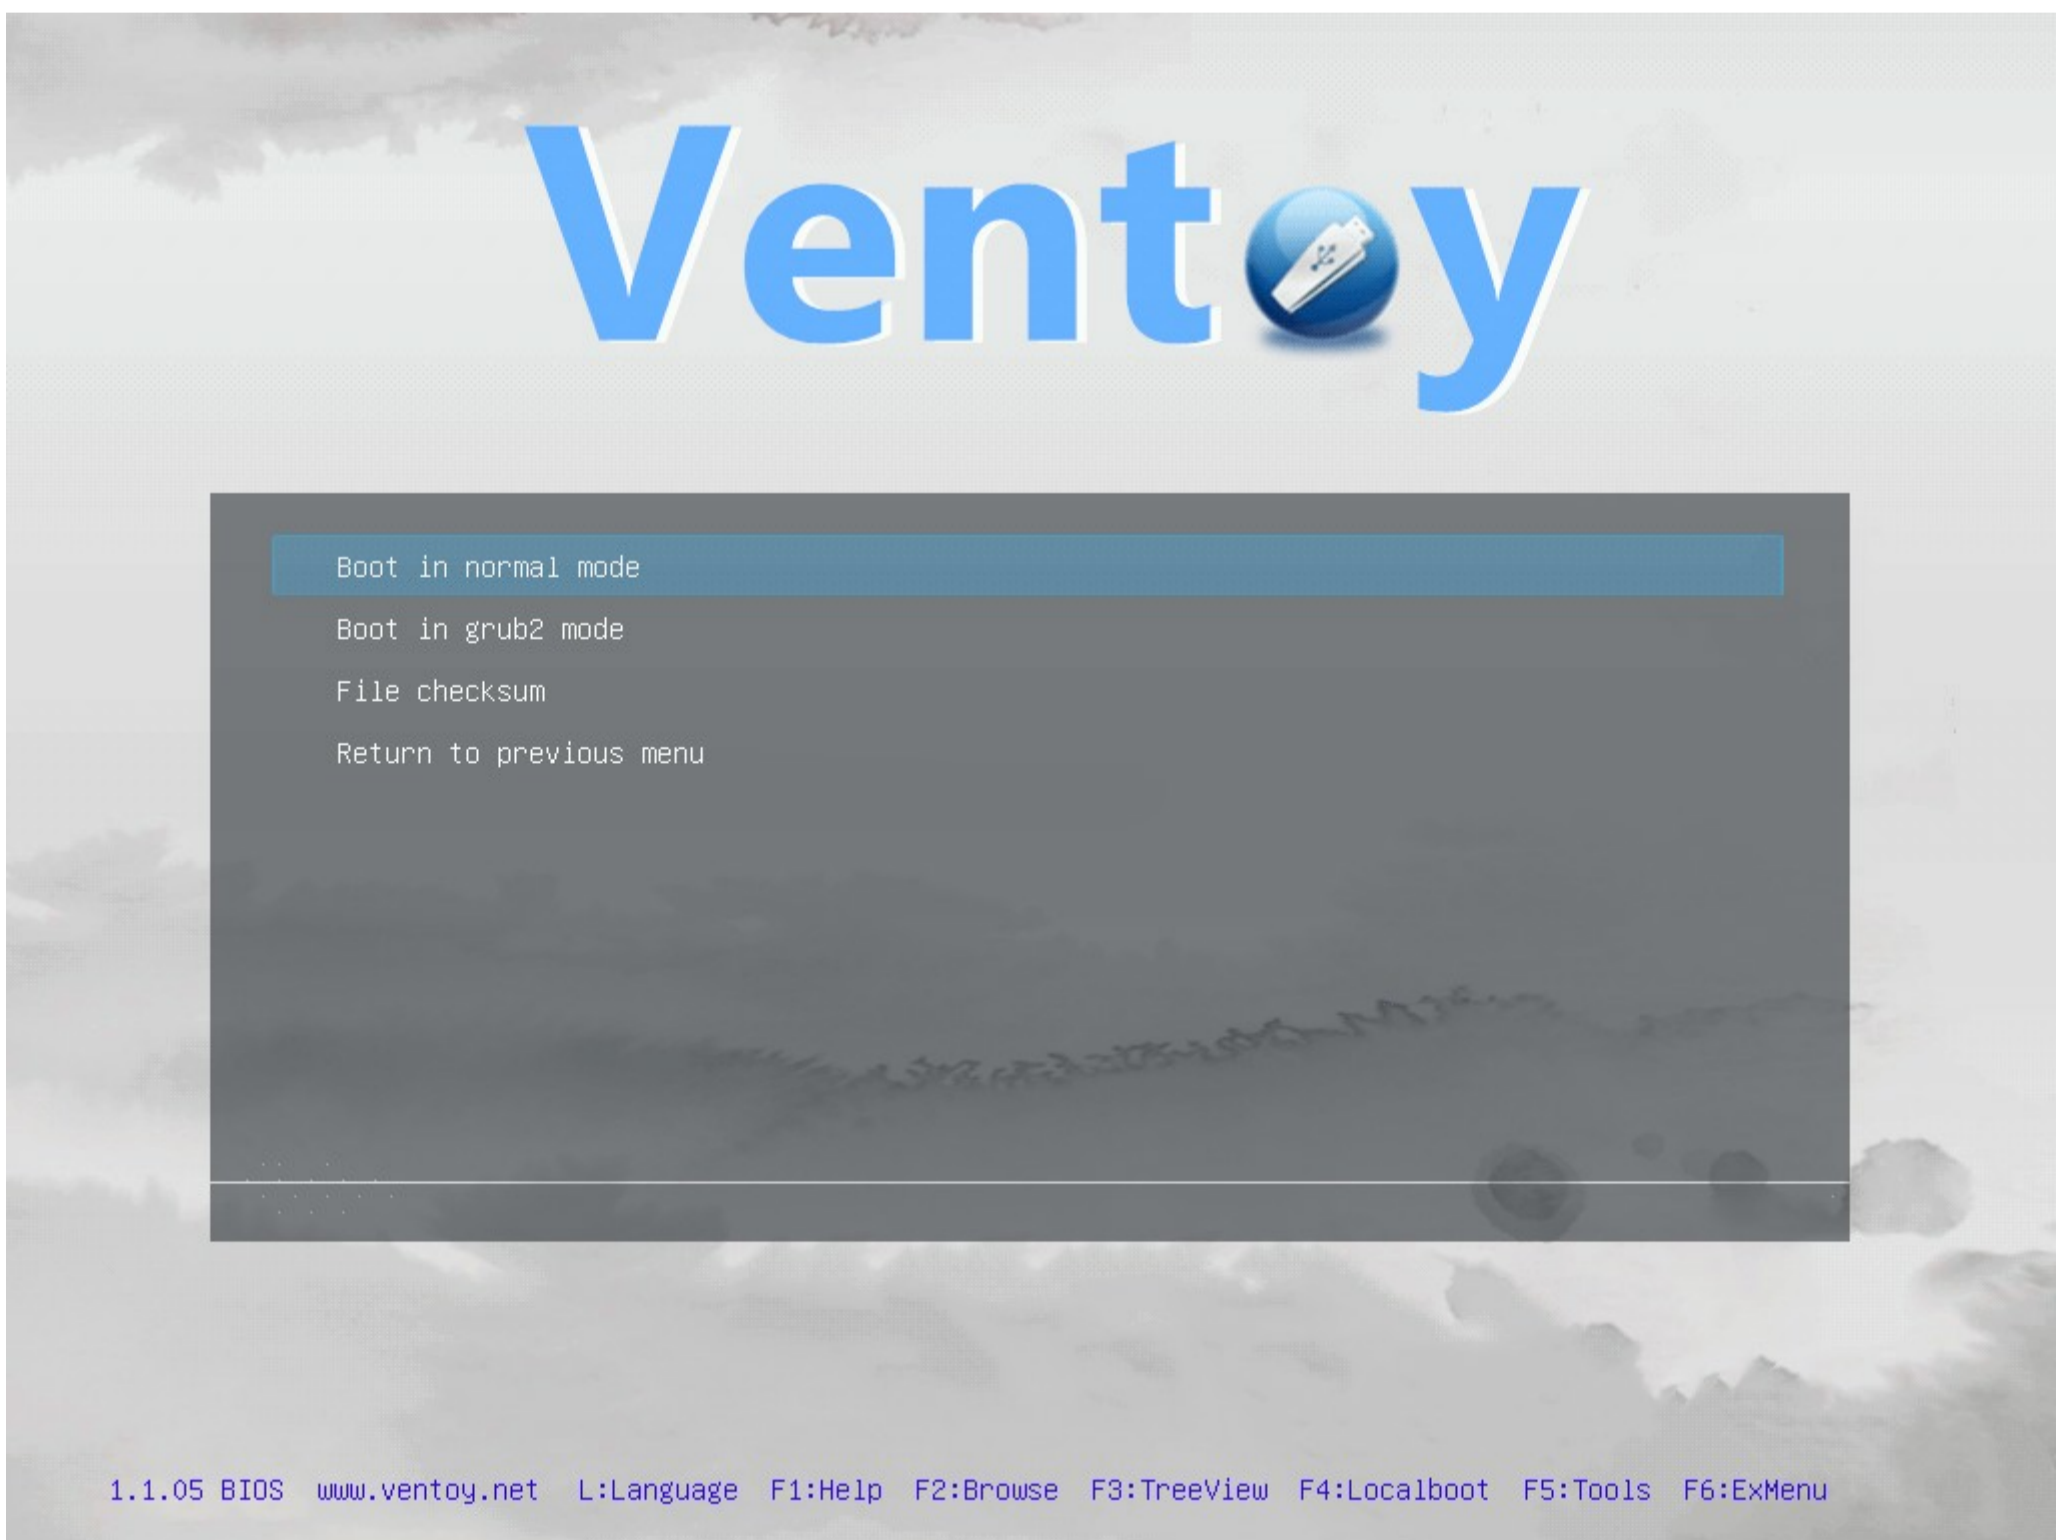 Ventoy
Boot in normal mode
Boot in grub2 mode
File checksum
Return to previous menu
1.1.05 BIOS www.ventoy.net L:Language F1:Help F2:Browse F3:TreeView F4:Localboot F5:Tools F6:ExMenu